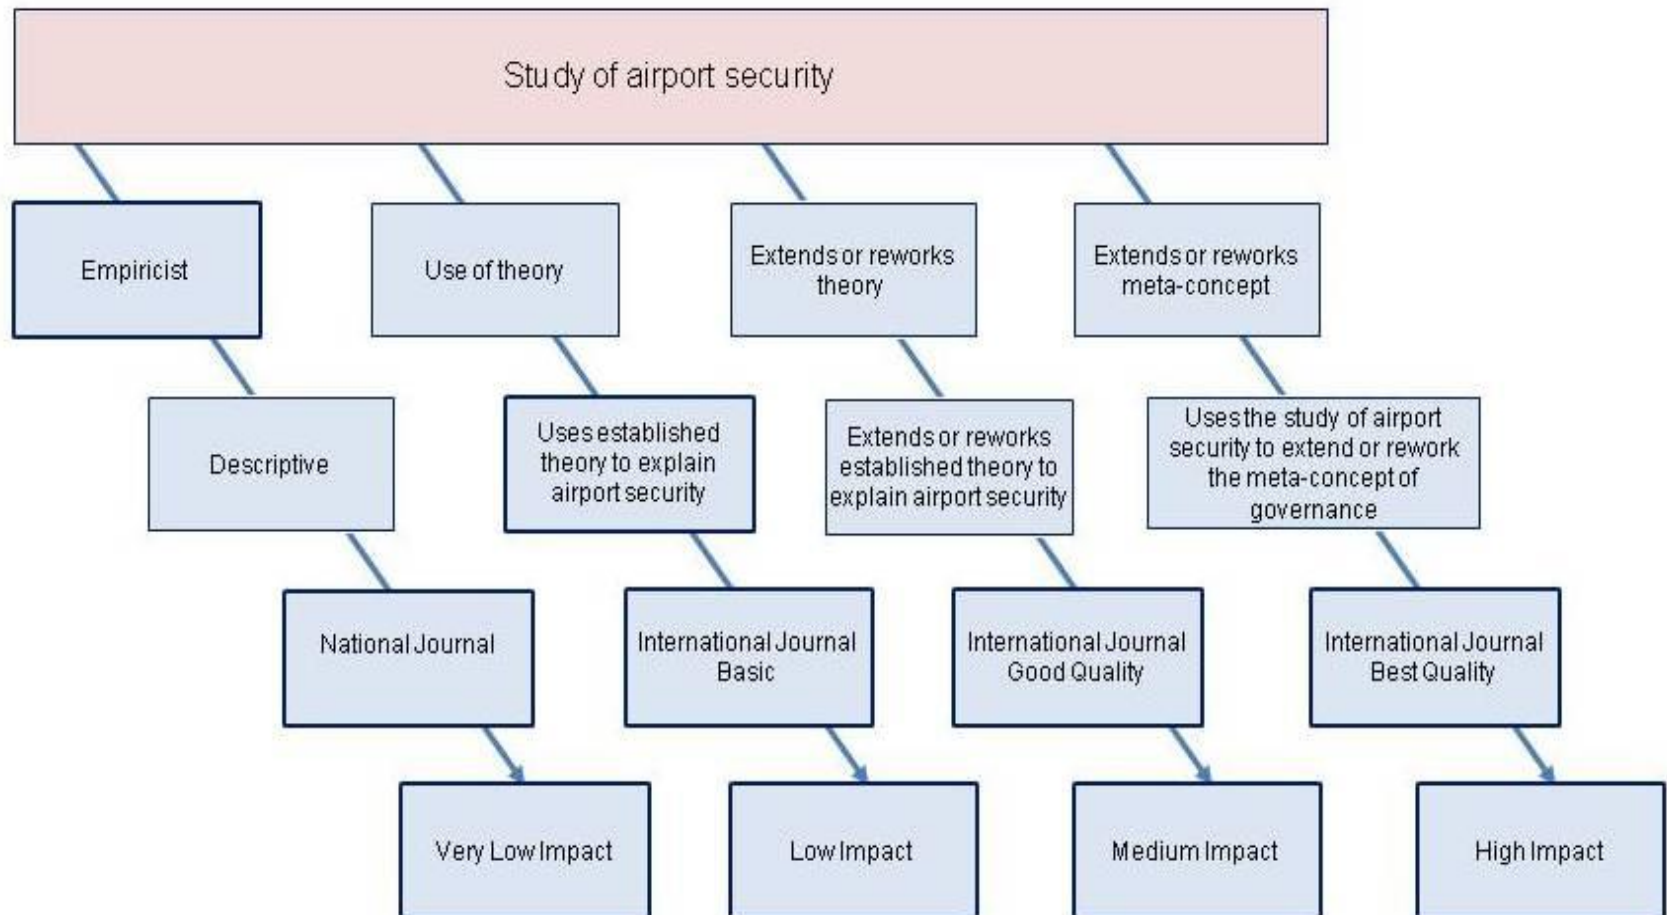 Study of airport security
Empiricist
Use of theory
Extends or reworks
theory
Extends or reworks
meta-concept
Descriptive
Uses established
theory to explain
airport security
Extends or reworks
established theory to
explain airport security
Uses the study of airport
security to extend or rework
the meta-concept of
governance
National Journal
International Journal
Basic
International Journal
Good Quality
International Journal
Best Quality
Very Low Impact
Low Impact
Medium Impact
High Impact